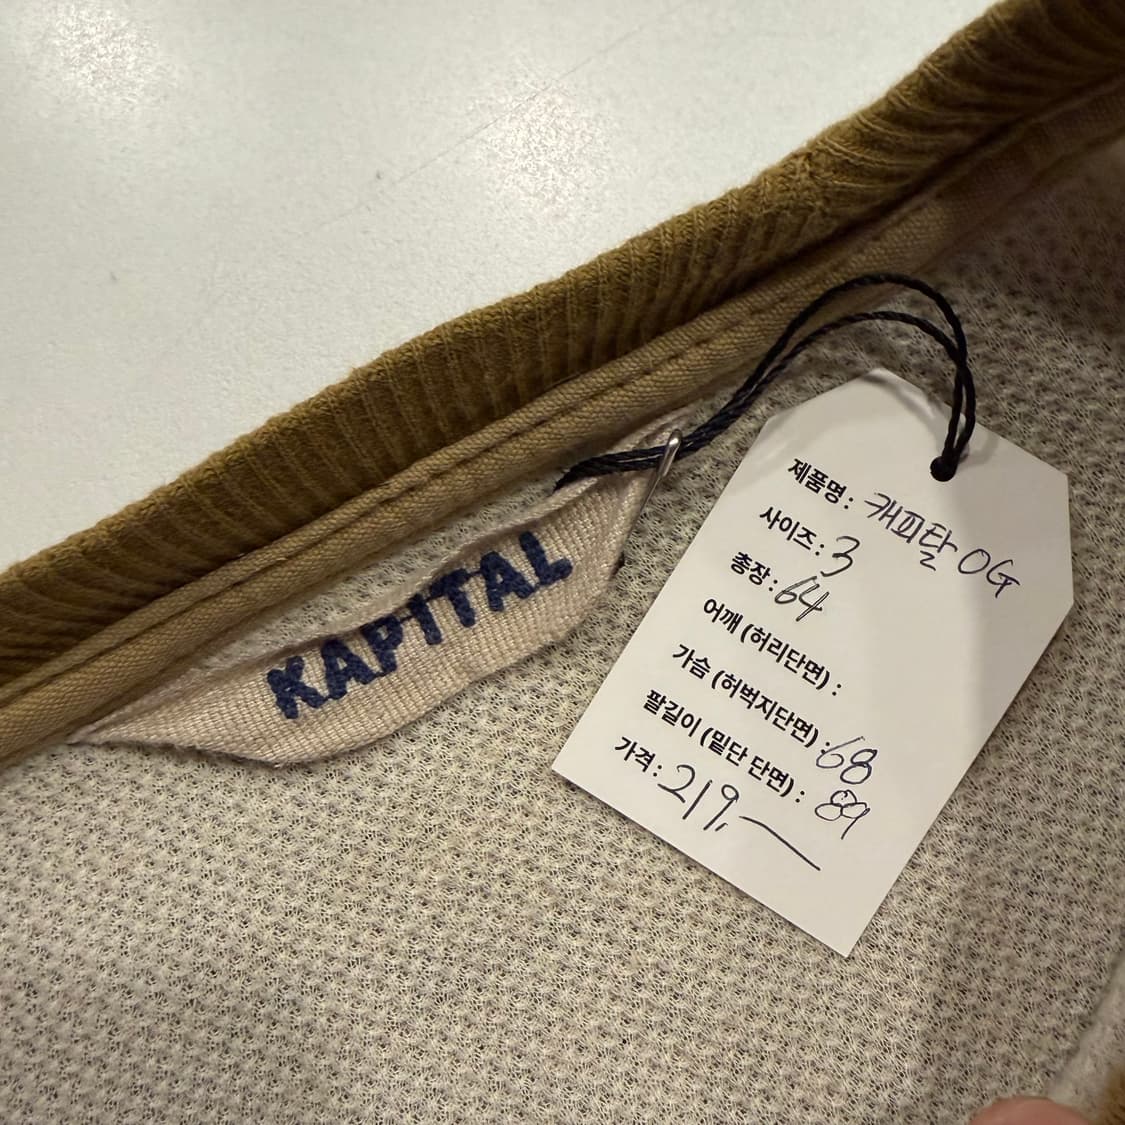 KAPITAL
제품명: 캐피탈 OG
사이즈: 3
총장: 64
어깨 (허리단면) :
가슴 (허벅지단면) : 68
팔길이 (밑단 단면) : 89
가격: 219,—